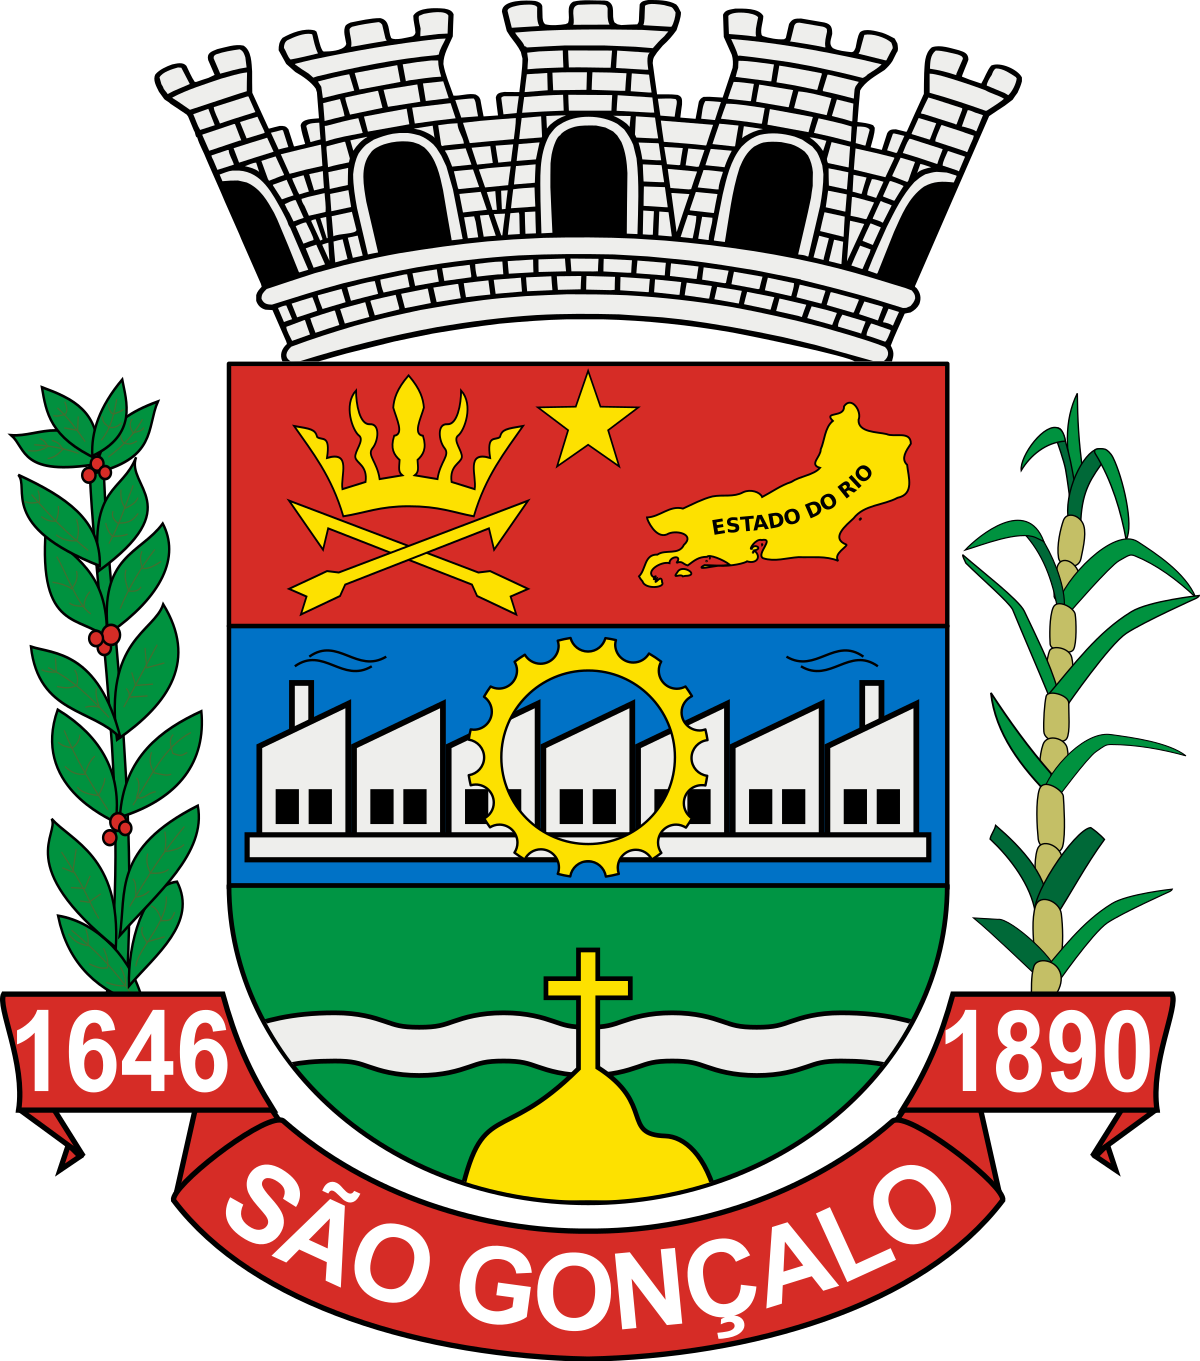 ESTADO DO RIO
1646
1890
SÃO GONÇALO